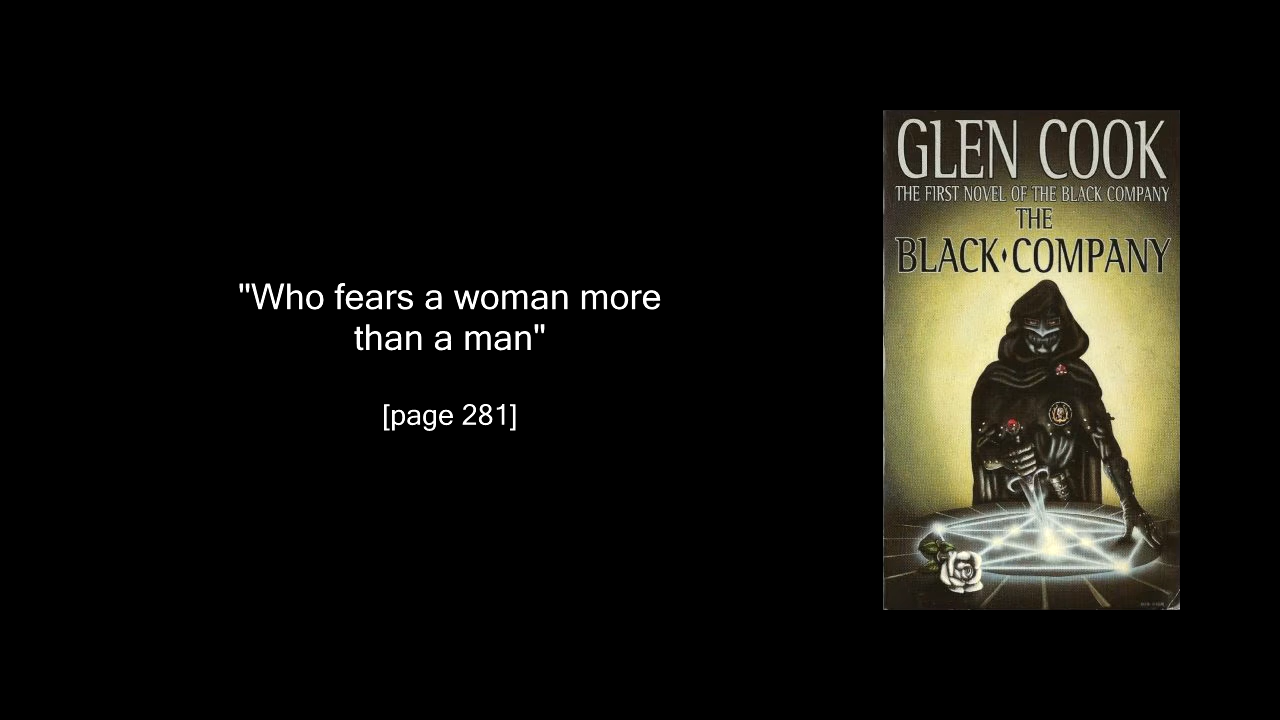 "Who fears a woman more
than a man"
[page 281]
GLEN COOK
THE FIRST NOVEL OF THE BLACK COMPANY
THE
BLACK COMPANY